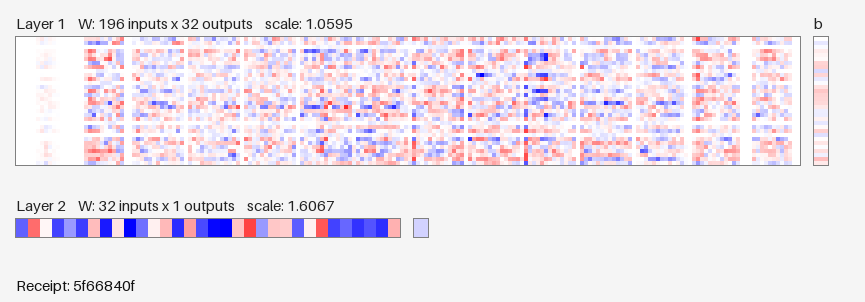 Layer 1 W: 196 inputs x 32 outputs scale: 1.0595 b
Layer 2 W: 32 inputs x 1 outputs scale: 1.6067
Receipt: 5f66840f